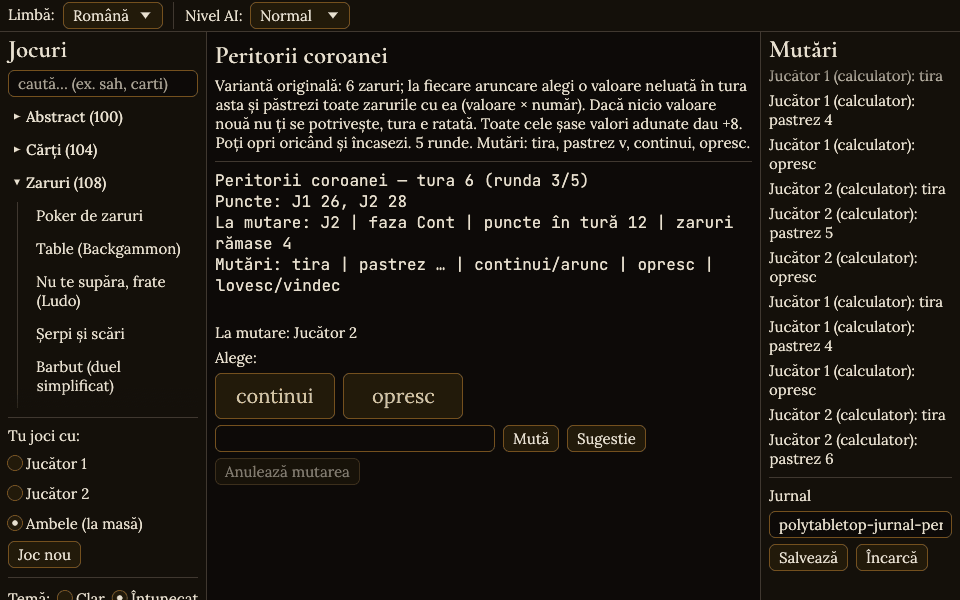 Limbă: Română Nivel AI: Normal
Jocuri
caută... (ex. sah, carti)
Abstract (100)
Cărți (104)
Zaruri (108)
Poker de zaruri
Table (Backgammon)
Nu te supăra, frate
(Ludo)
Șerpi și scări
Barbut (duel
simplificat)
Tu joci cu:
Jucător 1
Jucător 2
Ambele (la masă)
Joc nou
Temă: Clar Întunecat
Peritorii coroanei
Variantă originală: 6 zaruri; la fiecare aruncare alegi o valoare neluată în tura
asta și păstrezi toate zarurile cu ea (valoare × număr). Dacă nicio valoare
nouă nu ți se potrivește, tura e ratată. Toate cele șase valori adunate dau +8.
Poți opri oricând și încasezi. 5 runde. Mutări: tira, pastrez v, continui, opresc.
Peritorii coroanei — tura 6 (runda 3/5)
Puncte: J1 26, J2 28
La mutare: J2 | faza Cont | puncte în tură 12 | zaruri
rămase 4
Mutări: tira | pastrez … | continui/arunc | opresc |
lovesc/vindec
La mutare: Jucător 2
Alege:
continui opresc
Mută Sugestie
Anulează mutarea
Mutări
Jucător 1 (calculator): tira
Jucător 1 (calculator):
pastrez 4
Jucător 1 (calculator):
opresc
Jucător 2 (calculator): tira
Jucător 2 (calculator):
pastrez 5
Jucător 2 (calculator):
opresc
Jucător 1 (calculator): tira
Jucător 1 (calculator):
pastrez 4
Jucător 1 (calculator):
opresc
Jucător 2 (calculator): tira
Jucător 2 (calculator):
pastrez 6
Jurnal
polytabletop-jurnal-per
Salvează Încarcă